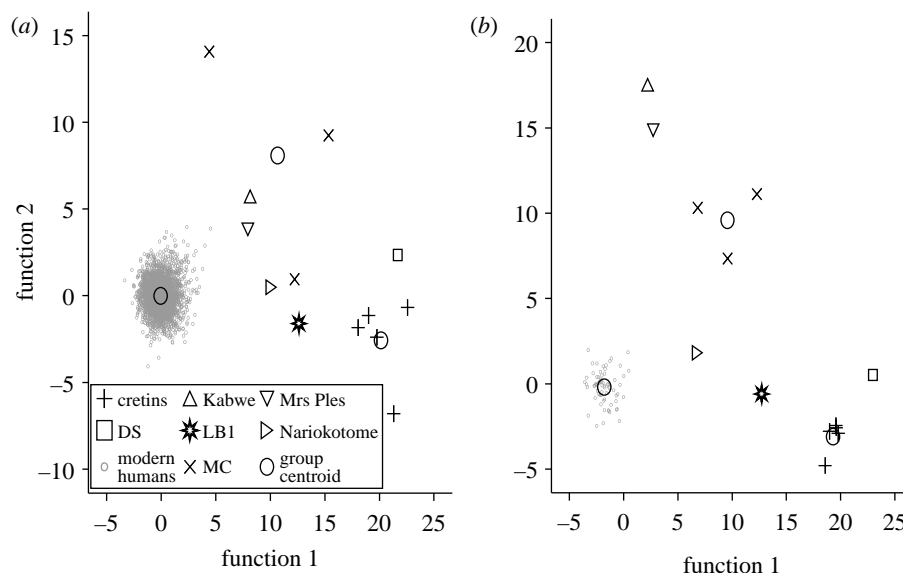 (a)
15
10
5
0
−5
−10
function 2
cretins Kabwe Mrs Ples
DS LB1 Nariokotome
modern humans MC group centroid
−5 0 5 10 15 20 25
function 1
(b)
20
15
10
5
0
−5
−5 0 5 10 15 20 25
function 1